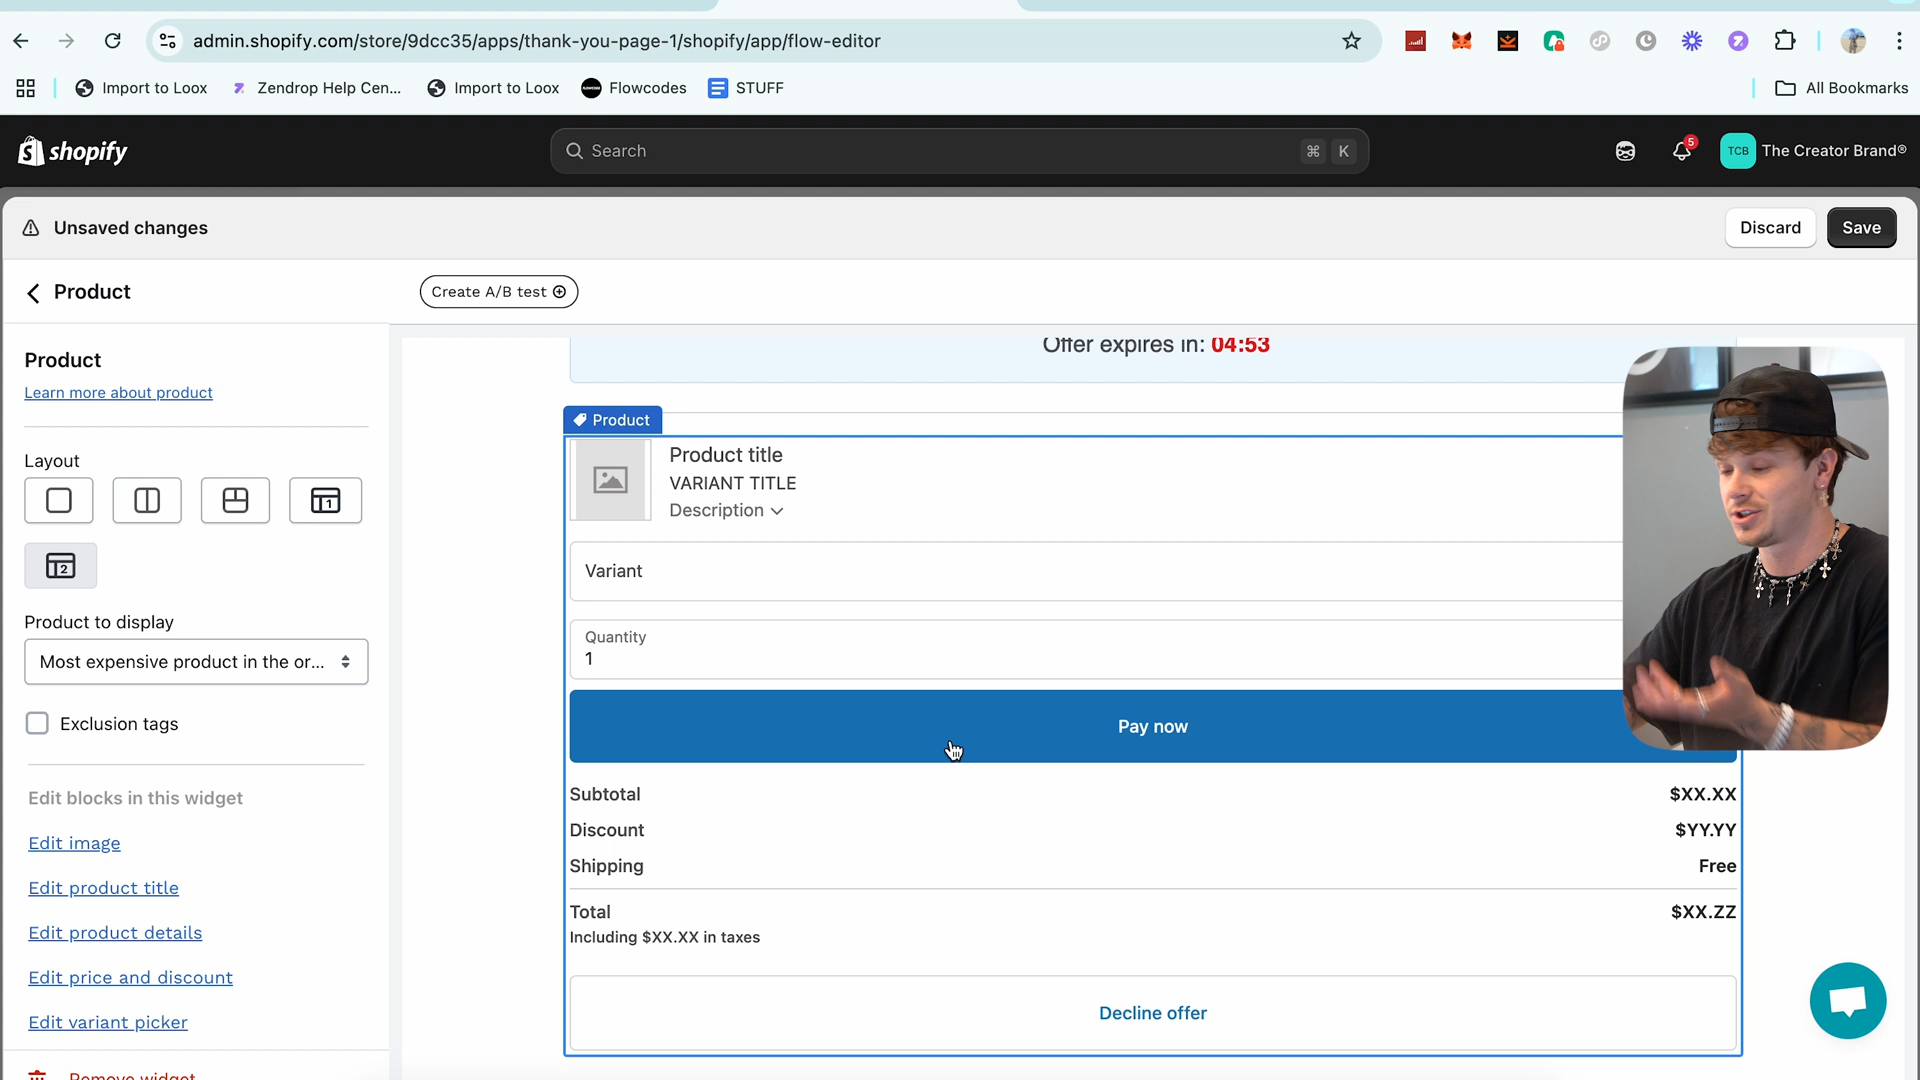 admin.shopify.com/store/9dcc35/apps/thank-you-page-1/shopify/app/flow-editor
Import to Loox
Zendrop Help Cen...
Import to Loox
Flowcodes
STUFF
All Bookmarks
shopify
Search
⌘ K
5
TCB
The Creator Brand®
Unsaved changes
Discard
Save
Product
Create A/B test
Product
Learn more about product
Layout
1
2
Product to display
Most expensive product in the or...
Exclusion tags
Edit blocks in this widget
Edit image
Edit product title
Edit product details
Edit price and discount
Edit variant picker
Remove widget
Offer expires in: 04:53
Product
Product title
VARIANT TITLE
Description
Variant
Quantity
1
Pay now
Subtotal $XX.XX
Discount $YY.YY
Shipping Free
Total $XX.ZZ
Including $XX.XX in taxes
Decline offer